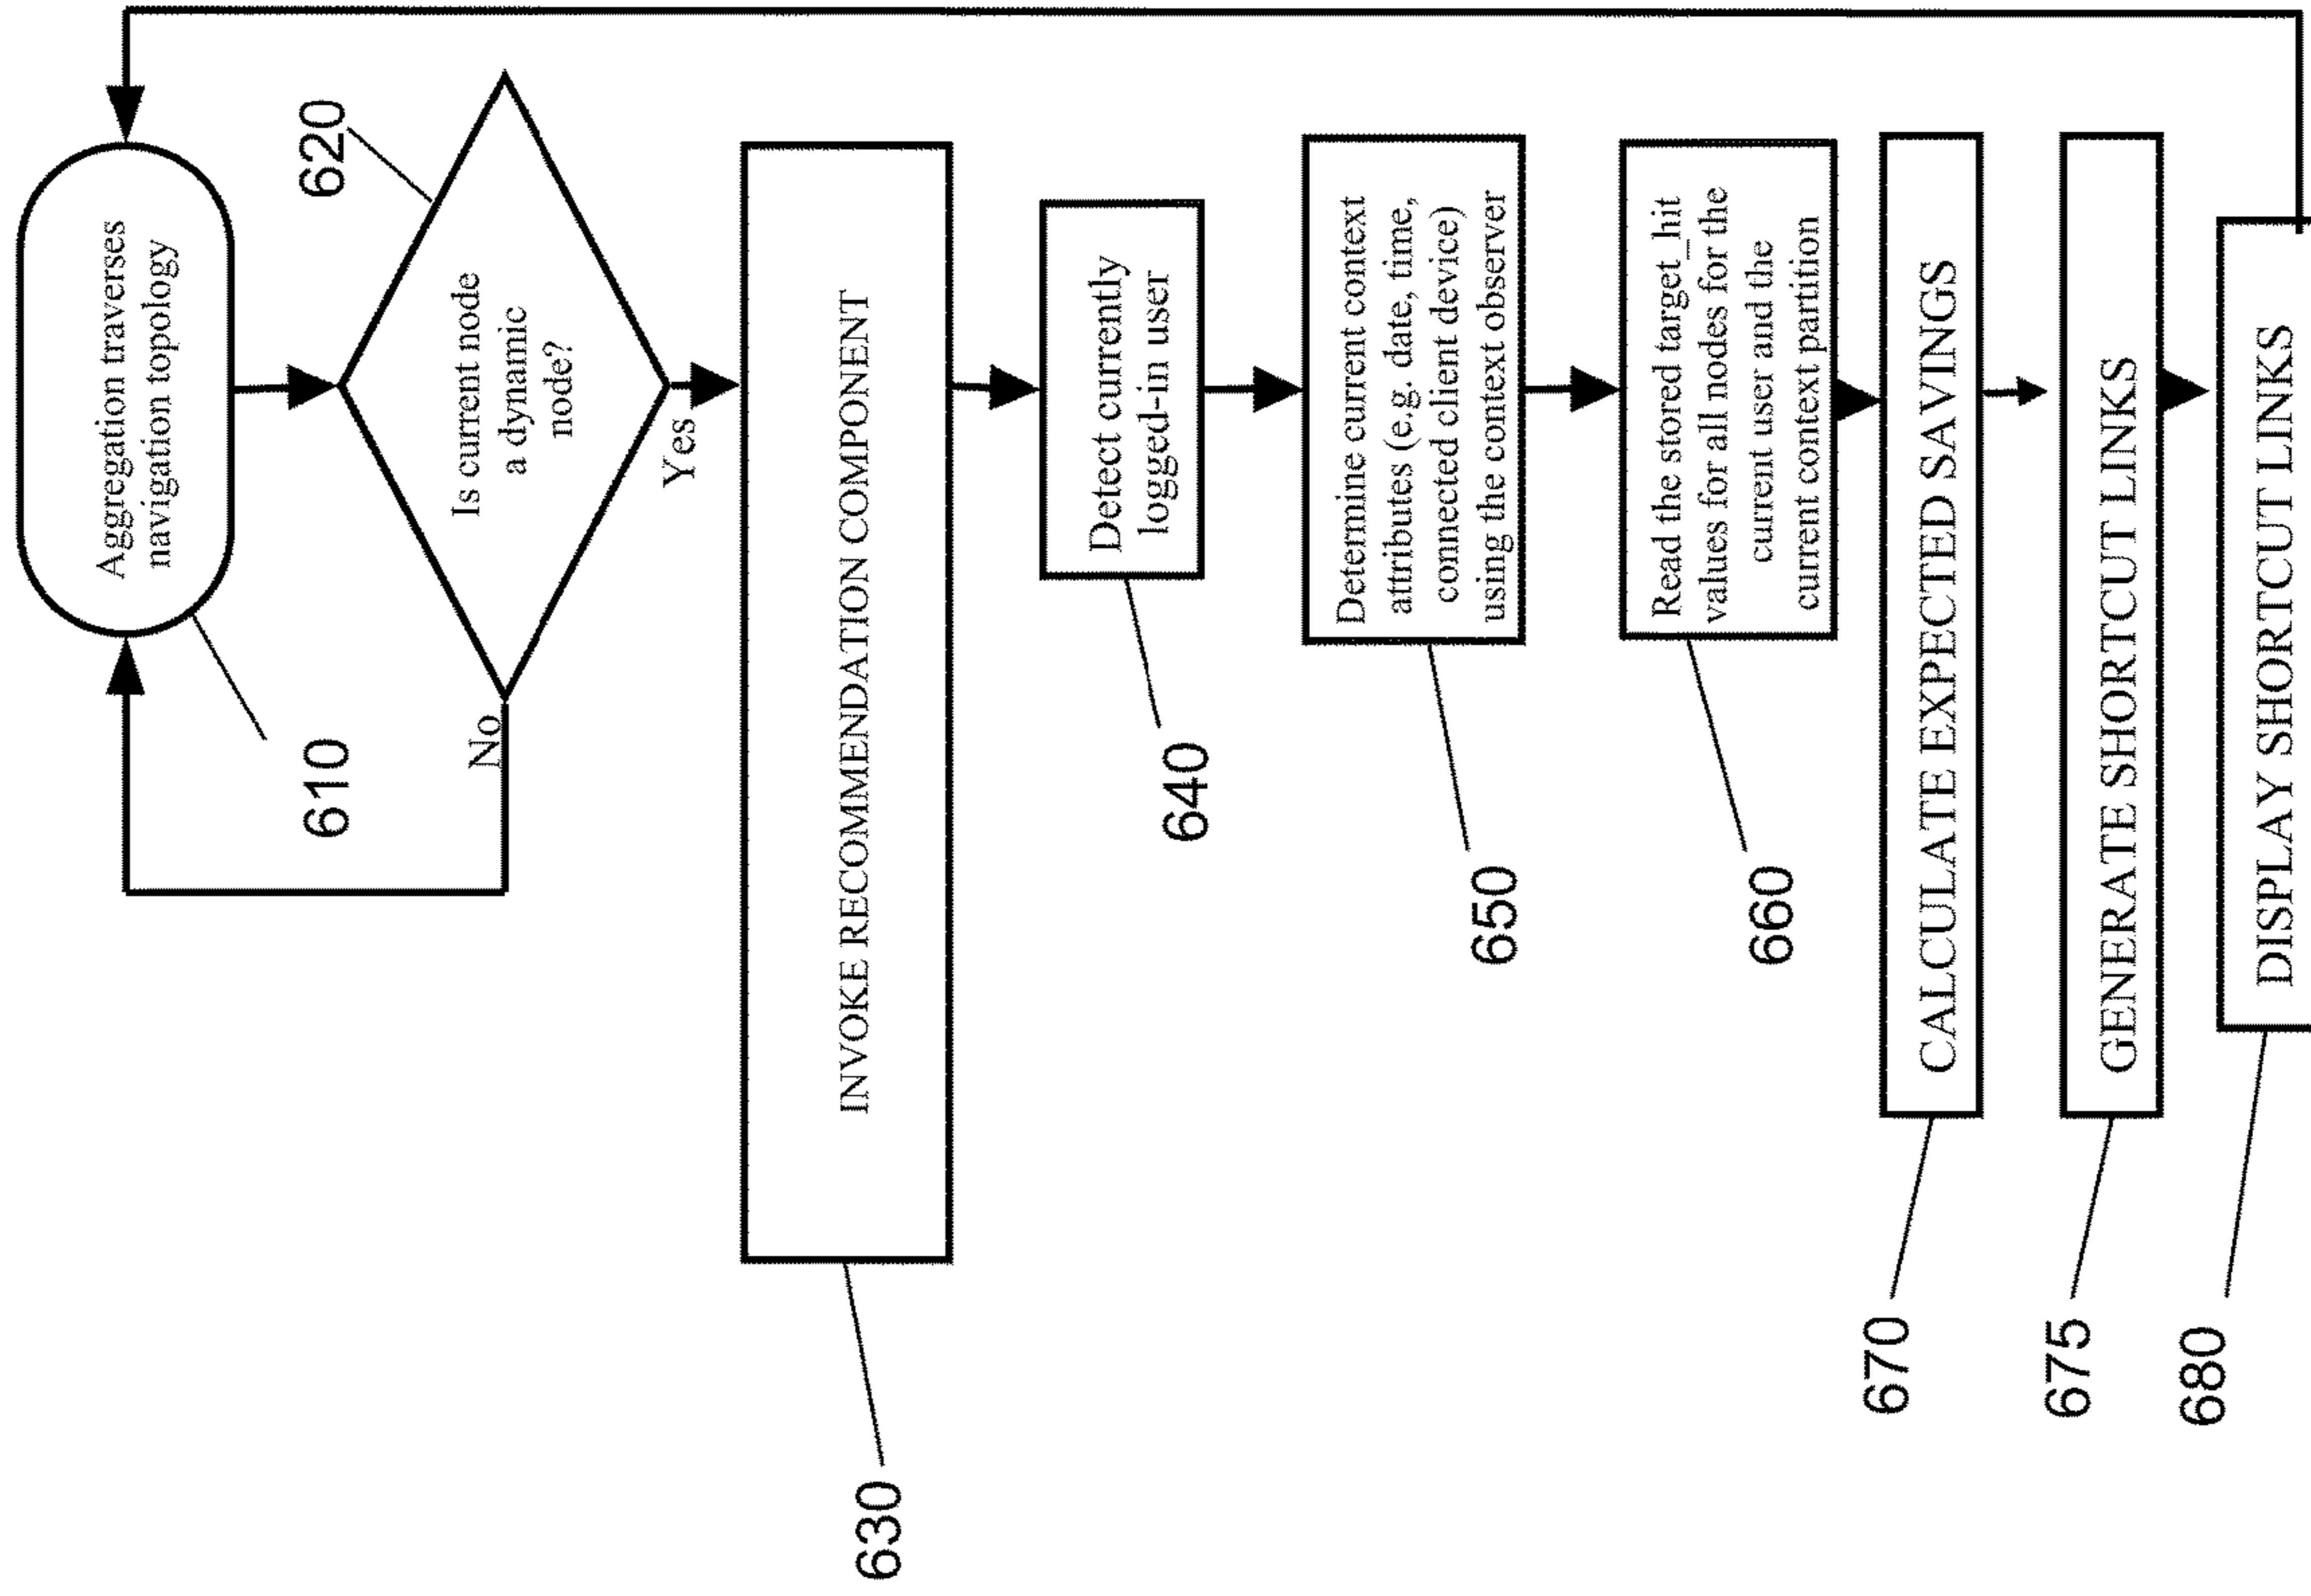 Aggregation traverses
navigation topology
610
620
Is current node
a dynamic
node?
No
Yes
INVOKE RECOMMENDATION COMPONENT
630
Detect currently
logged-in user
640
Determine current context
attributes (e.g. date, time,
connected client device)
using the context observer
650
Read the stored target_hit
values for all nodes for the
current user and the
current context partition
660
CALCULATE EXPECTED SAVINGS
670
GENERATE SHORTCUT LINKS
675
DISPLAY SHORTCUT LINKS
680